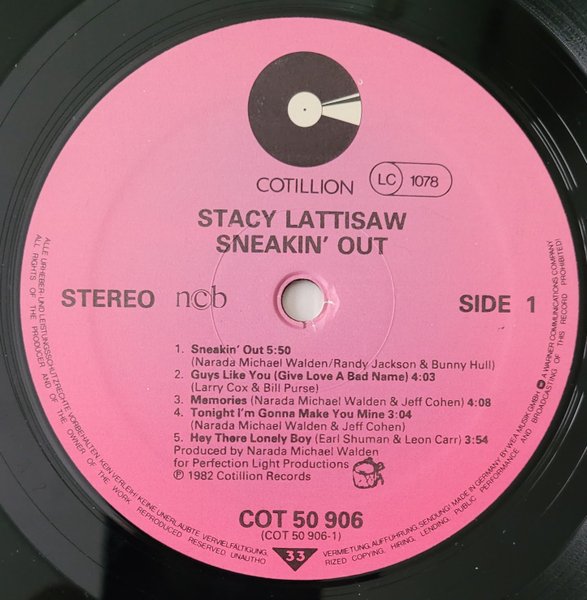 COTILLION
LC 1078
STACY LATTISAW
SNEAKIN' OUT
STEREO ncb SIDE 1
1. Sneakin' Out 5:50
(Narada Michael Walden/Randy Jackson & Bunny Hull)
2. Guys Like You (Give Love A Bad Name) 4:03
(Larry Cox & Bill Purse)
3. Memories (Narada Michael Walden & Jeff Cohen) 4:08
4. Tonight I'm Gonna Make You Mine 3:04
(Narada Michael Walden & Jeff Cohen)
5. Hey There Lonely Boy (Earl Shuman & Leon Carr) 3:54
Produced by Narada Michael Walden
for Perfection Light Productions
℗ 1982 Cotillion Records
COT 50 906
(COT 50 906-1)
33
ALLE URHEBER- UND LEISTUNGSSCHUTZRECHTE VORBEHALTEN. KEIN VERLEIH! KEINE UNERLAUBTE VERVIELFÄLTIGUNG,
VERMIETUNG, AUFFÜHRUNG, SENDUNG! MADE IN GERMANY BY WEA MUSIK GMBH A WARNER COMMUNICATIONS COMPANY
ALL RIGHTS OF THE PRODUCER AND OF THE OWNER OF THE WORK REPRODUCED RESERVED. UNAUTHO
RIZED COPYING, HIRING, LENDING, PUBLIC PERFORMANCE AND BROADCASTING OF THIS RECORD PROHIBITED!